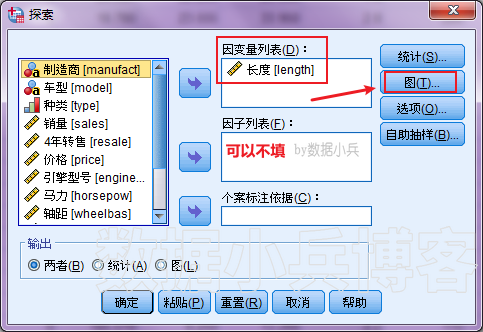 探索
因变量列表(D)：
长度 [length]
制造商 [manufact]
车型 [model]
种类 [type]
销量 [sales]
4年转售 [resale]
价格 [price]
引擎型号 [engine...
马力 [horsepow]
轴距 [wheelbas]
因子列表(F)：
可以不填 by数据小兵
个案标注依据(C)：
统计(S)...
图(T)...
选项(O)...
自助抽样(B)...
输出
两者(B) 统计(A) 图(L)
数据小兵博客
确定 粘贴(P) 重置(R) 取消 帮助